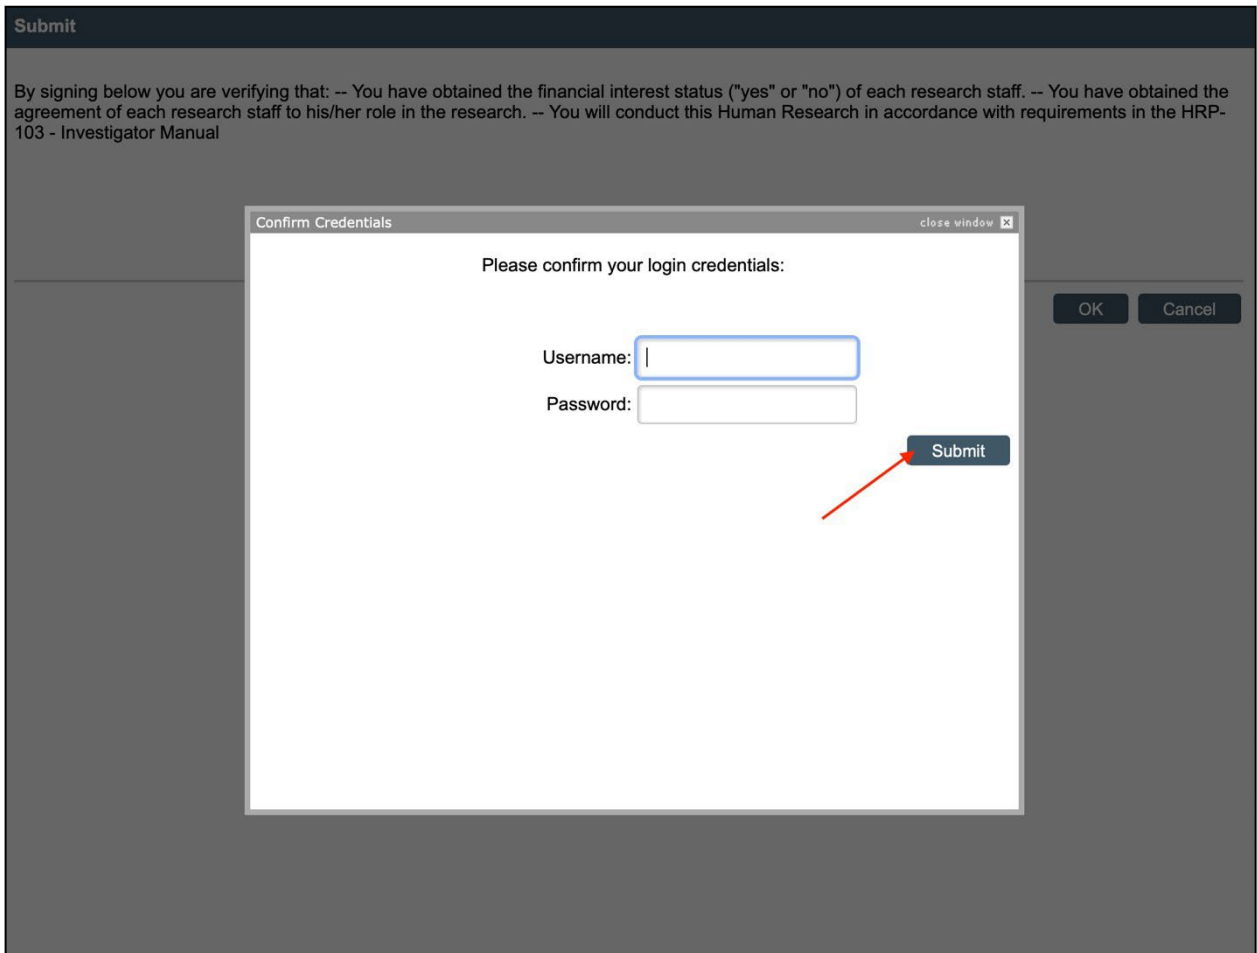 Submit
By signing below you are verifying that: -- You have obtained the financial interest status ("yes" or "no") of each research staff. -- You have obtained the
agreement of each research staff to his/her role in the research. -- You will conduct this Human Research in accordance with requirements in the HRP-
103 - Investigator Manual
Confirm Credentials
close window
Please confirm your login credentials:
OK
Cancel
Username:
Password:
Submit